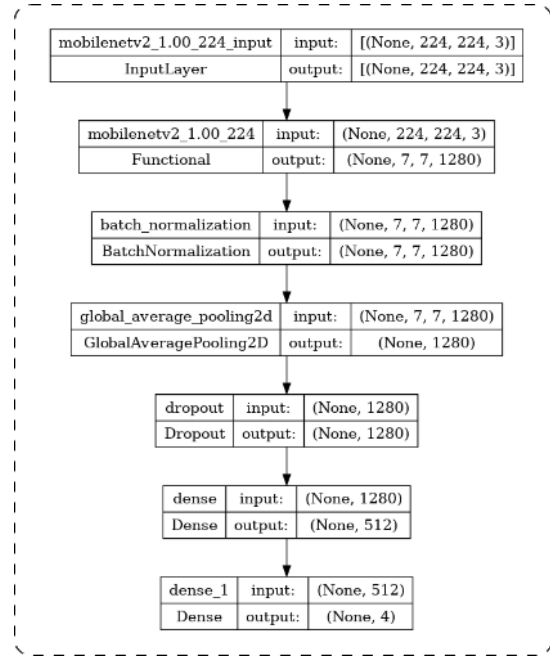 mobilenetv2_1.00_224_input input: [(None, 224, 224, 3)]
InputLayer output: [(None, 224, 224, 3)]
mobilenetv2_1.00_224 input: (None, 224, 224, 3)
Functional output: (None, 7, 7, 1280)
batch_normalization input: (None, 7, 7, 1280)
BatchNormalization output: (None, 7, 7, 1280)
global_average_pooling2d input: (None, 7, 7, 1280)
GlobalAveragePooling2D output: (None, 1280)
dropout input: (None, 1280)
Dropout output: (None, 1280)
dense input: (None, 1280)
Dense output: (None, 512)
dense_1 input: (None, 512)
Dense output: (None, 4)